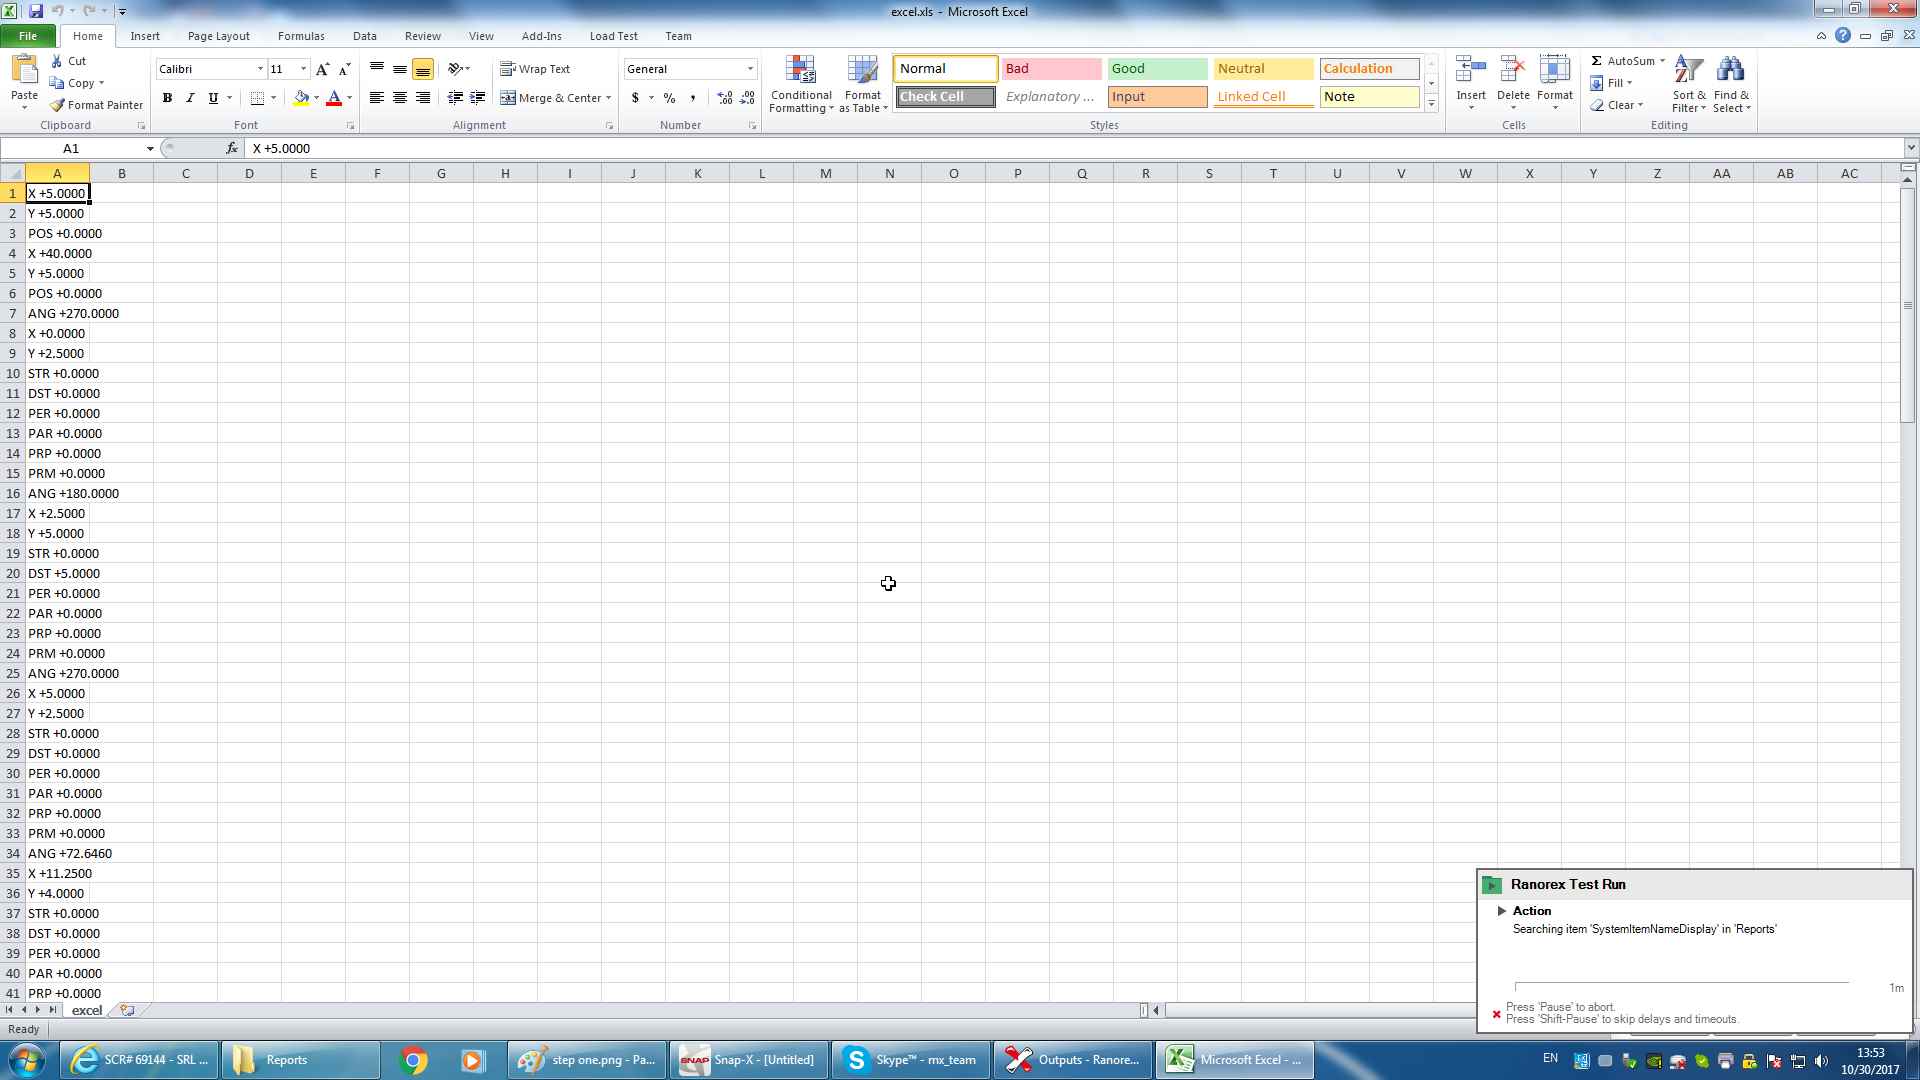 excel.xls - Microsoft Excel
File Home Insert Page Layout Formulas Data Review View Add-Ins Load Test Team
Paste
Cut
Copy
Format Painter
Clipboard
Calibri 11
B I U A
Font
Wrap Text
Merge & Center
Alignment
General
$ % ,
Number
Conditional Formatting
Format as Table
Normal Bad Good Neutral Calculation
Check Cell Explanatory ... Input Linked Cell Note
Styles
Insert Delete Format
Cells
Σ AutoSum
Fill
Clear
Sort & Filter
Find & Select
Editing
A1 fx X +5.0000
A B C D E F G H I J K L M N O P Q R S T U V W X Y Z AA AB AC
1 X +5.0000
2 Y +5.0000
3 POS +0.0000
4 X +40.0000
5 Y +5.0000
6 POS +0.0000
7 ANG +270.0000
8 X +0.0000
9 Y +2.5000
10 STR +0.0000
11 DST +0.0000
12 PER +0.0000
13 PAR +0.0000
14 PRP +0.0000
15 PRM +0.0000
16 ANG +180.0000
17 X +2.5000
18 Y +5.0000
19 STR +0.0000
20 DST +5.0000
21 PER +0.0000
22 PAR +0.0000
23 PRP +0.0000
24 PRM +0.0000
25 ANG +270.0000
26 X +5.0000
27 Y +2.5000
28 STR +0.0000
29 DST +0.0000
30 PER +0.0000
31 PAR +0.0000
32 PRP +0.0000
33 PRM +0.0000
34 ANG +72.6460
35 X +11.2500
36 Y +4.0000
37 STR +0.0000
38 DST +0.0000
39 PER +0.0000
40 PAR +0.0000
41 PRP +0.0000
excel
Ready
Ranorex Test Run
Action
Searching item 'SystemItemNameDisplay' in 'Reports'
1m
Press 'Pause' to abort.
Press 'Shift-Pause' to skip delays and timeouts.
SCR# 69144 - SRL ...
Reports
step one.png - Pa...
Snap-X - [Untitled]
Skype™ - mx_team
Outputs - Ranore...
Microsoft Excel - ...
EN
13:53
10/30/2017